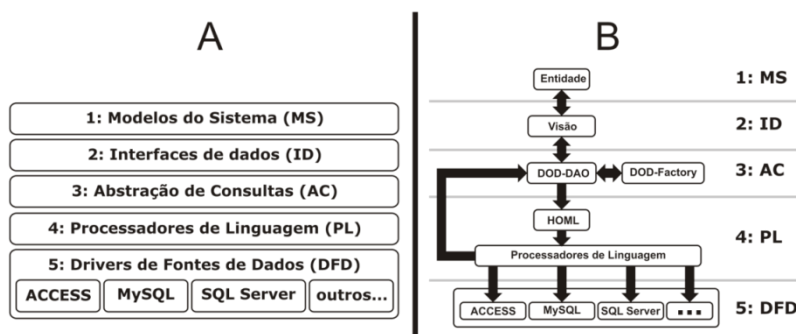 A
1: Modelos do Sistema (MS)
2: Interfaces de dados (ID)
3: Abstração de Consultas (AC)
4: Processadores de Linguagem (PL)
5: Drivers de Fontes de Dados (DFD)
ACCESS MySQL SQL Server outros...
B
Entidade 1: MS
Visão 2: ID
DOD-DAO DOD-Factory 3: AC
HOML
Processadores de Linguagem 4: PL
ACCESS MySQL SQL Server ... 5: DFD